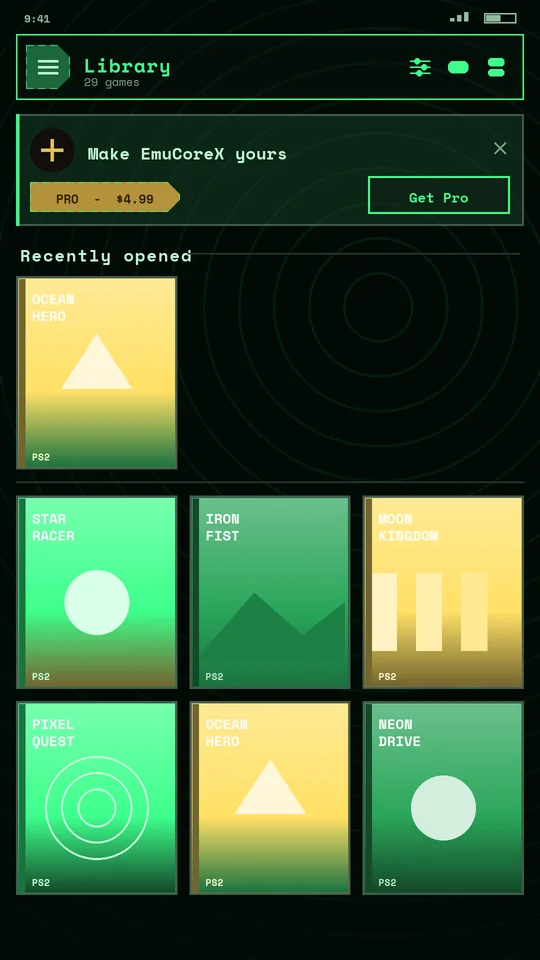 9:41
Library
29 games
Make EmuCoreX yours
PRO - $4.99
Get Pro
Recently opened
OCEAN
HERO
PS2
STAR
RACER
PS2
IRON
FIST
PS2
MOON
KINGDOM
PS2
PIXEL
QUEST
PS2
OCEAN
HERO
PS2
NEON
DRIVE
PS2